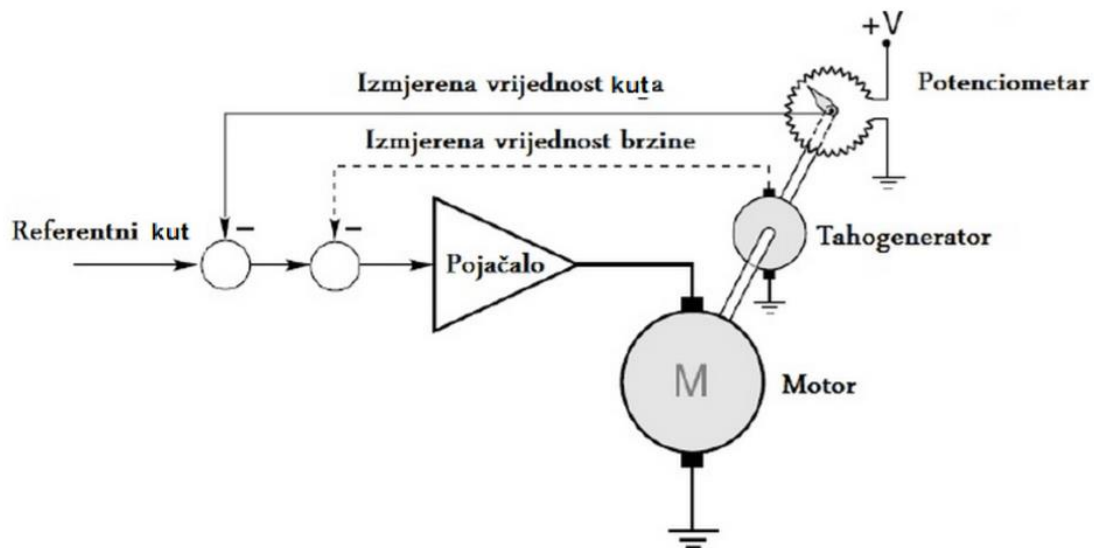 +V
Potenciometar
Izmjerena vrijednost kuta
Izmjerena vrijednost brzine
Referentni kut
-
-
Pojačalo
Tahogenerator
M
Motor